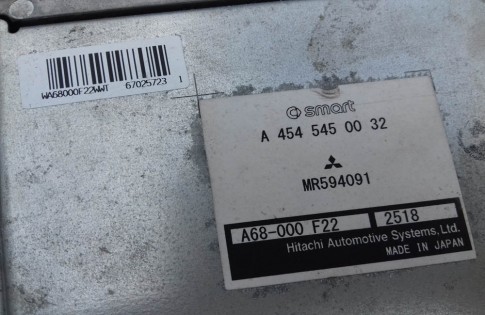 WA68000F22WWT 67025723 1
smart
A 454 545 00 32
MR594091
A68-000 F22 2518
Hitachi Automotive Systems, Ltd.
MADE IN JAPAN